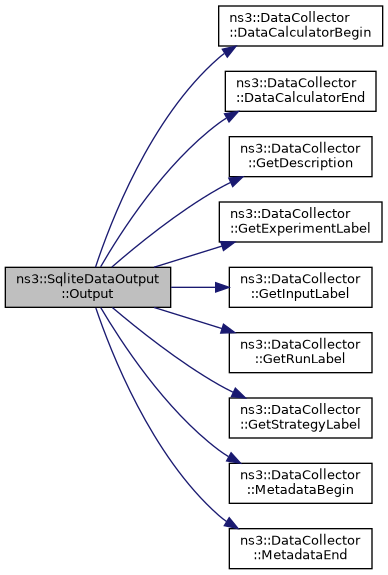 ns3::DataCollector
::DataCalculatorBegin
ns3::DataCollector
::DataCalculatorEnd
ns3::DataCollector
::GetDescription
ns3::DataCollector
::GetExperimentLabel
ns3::SqliteDataOutput
::Output
ns3::DataCollector
::GetInputLabel
ns3::DataCollector
::GetRunLabel
ns3::DataCollector
::GetStrategyLabel
ns3::DataCollector
::MetadataBegin
ns3::DataCollector
::MetadataEnd